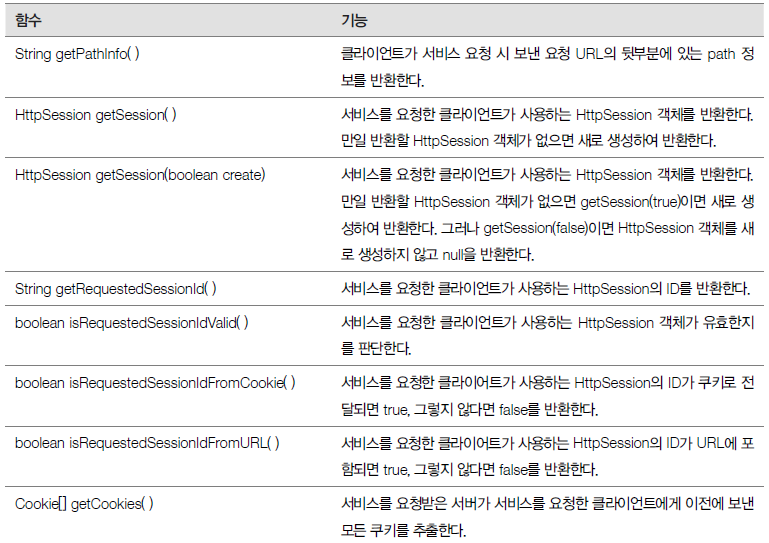 함수 기능
String getPathInfo( ) 클라이언트가 서비스 요청 시 보낸 요청 URL의 뒷부분에 있는 path 정
보를 반환한다.
HttpSession getSession( ) 서비스를 요청한 클라이언트가 사용하는 HttpSession 객체를 반환한다.
만일 반환할 HttpSession 객체가 없으면 새로 생성하여 반환한다.
HttpSession getSession(boolean create) 서비스를 요청한 클라이언트가 사용하는 HttpSession 객체를 반환한다.
만일 반환할 HttpSession 객체가 없으면 getSession(true)이면 새로 생
성하여 반환한다. 그러나 getSession(false)이면 HttpSession 객체를 새
로 생성하지 않고 null을 반환한다.
String getRequestedSessionId( ) 서비스를 요청한 클라이언트가 사용하는 HttpSession의 ID를 반환한다.
boolean isRequestedSessionIdValid( ) 서비스를 요청한 클라이언트가 사용하는 HttpSession 객체가 유효한지
를 판단한다.
boolean isRequestedSessionIdFromCookie( ) 서비스를 요청한 클라이어트가 사용하는 HttpSession의 ID가 쿠키로 전
달되면 true, 그렇지 않다면 false를 반환한다.
boolean isRequestedSessionIdFromURL( ) 서비스를 요청한 클라이어트가 사용하는 HttpSession의 ID가 URL에 포
함되면 true, 그렇지 않다면 false를 반환한다.
Cookie[] getCookies( ) 서비스를 요청받은 서버가 서비스를 요청한 클라이언트에게 이전에 보낸
모든 쿠키를 추출한다.